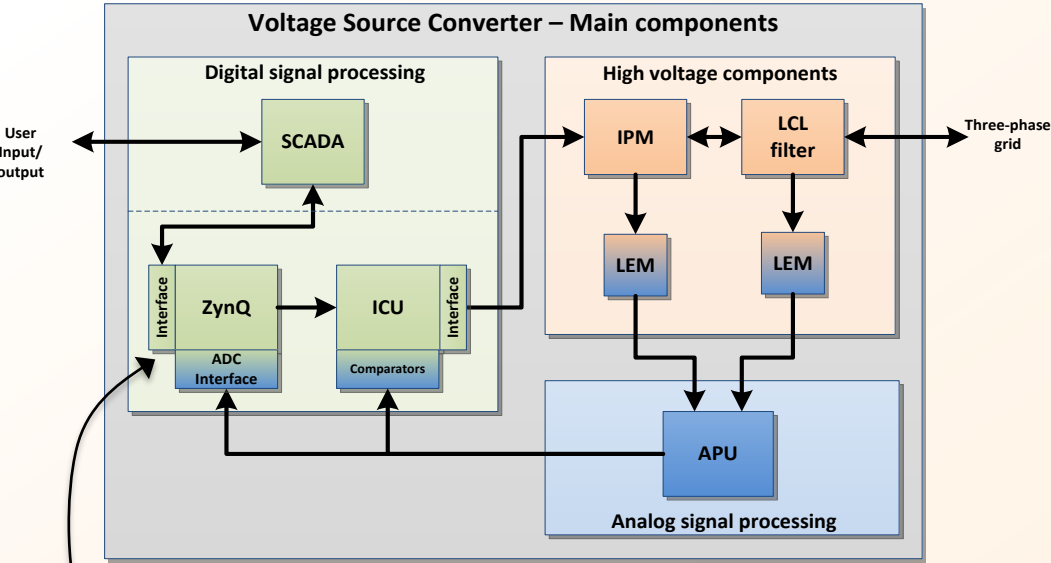 Voltage Source Converter – Main components
Digital signal processing
High voltage components
User
Input/
output
SCADA
IPM
LCL
filter
Three-phase
grid
LEM
LEM
Interface
ZynQ
ADC
Interface
ICU
Comparators
Interface
APU
Analog signal processing